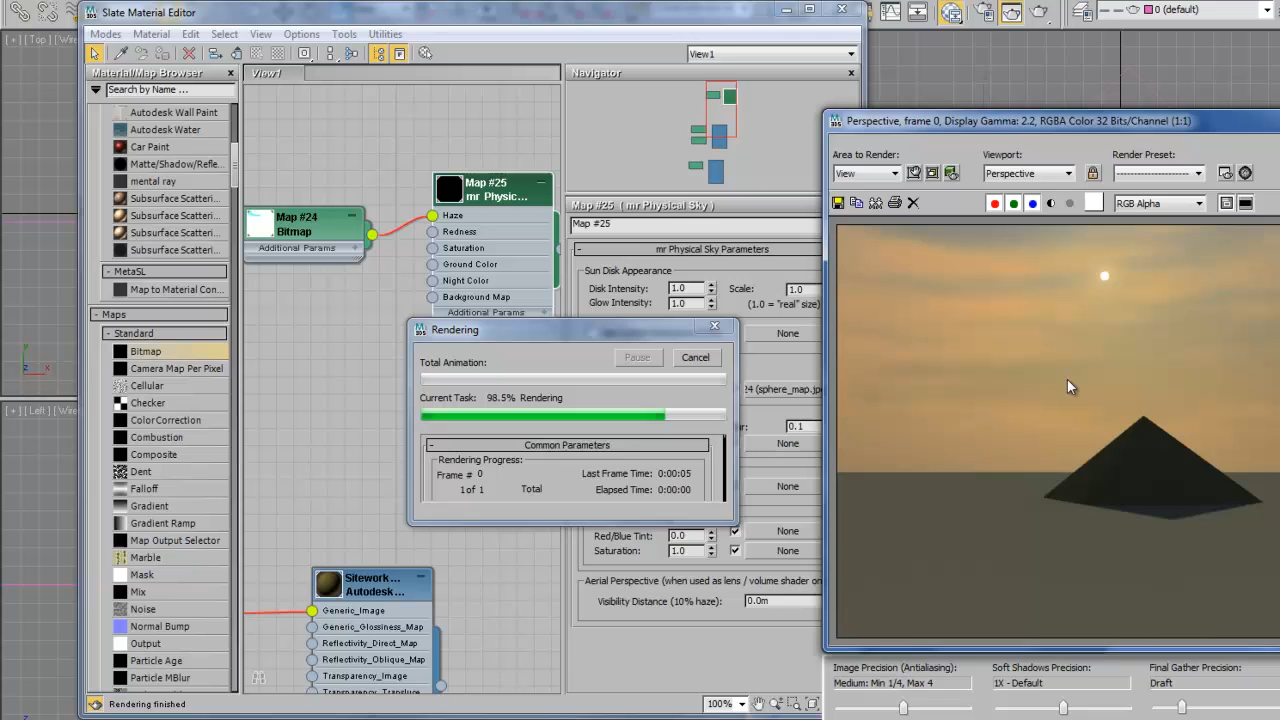 Slate Material Editor
Modes Material Edit Select View Options Tools Utilities
View1
0 (default)
[+] [Top]
Material/Map Browser
Search by Name ...
Autodesk Wall Paint
Autodesk Water
Car Paint
Matte/Shadow/Refle...
mental ray
Subsurface Scatteri...
Subsurface Scatteri...
Subsurface Scatteri...
Subsurface Scatteri...
- MetaSL
Map to Material Con...
- Maps
- Standard
Bitmap
Camera Map Per Pixel
Cellular
Checker
ColorCorrection
Combustion
Composite
Dent
Falloff
Gradient
Gradient Ramp
Map Output Selector
Marble
Mask
Mix
Noise
Normal Bump
Output
Particle Age
Particle MBlur
Rendering finished
[+] [Left]
z
y
x
View1
Map #24
Bitmap
Additional Params +
Map #25
mr Physic...
Haze
Redness
Saturation
Ground Color
Night Color
Background Map
Additional Params +
Sitework...
Autodesk...
Generic_Image
Generic_Glossiness_Map
Reflectivity_Direct_Map
Reflectivity_Oblique_Map
Transparency_Image
100%
Navigator
Map #25 ( mr Physical Sky )
Map #25
- mr Physical Sky Parameters
Sun Disk Appearance
Disk Intensity: 1.0 Scale: 1.0
Glow Intensity: 1.0 (1.0 = "real" size)
None
24 (sphere_map.jpg
0.1
None
None
Red/Blue Tint: 0.0 None
Saturation: 1.0 None
Aerial Perspective (when used as lens / volume shader on
Visibility Distance (10% haze): 0.0m
Rendering
Total Animation:
Pause Cancel
Current Task: 98.5% Rendering
- Common Parameters
Rendering Progress:
Frame # 0 Last Frame Time: 0:00:05
1 of 1 Total Elapsed Time: 0:00:00
Perspective, frame 0, Display Gamma: 2.2, RGBA Color 32 Bits/Channel (1:1)
Area to Render: Viewport: Render Preset:
View Perspective
RGB Alpha
Image Precision (Antialiasing): Soft Shadows Precision: Final Gather Precision:
Medium: Min 1/4, Max 4 1X - Default Draft